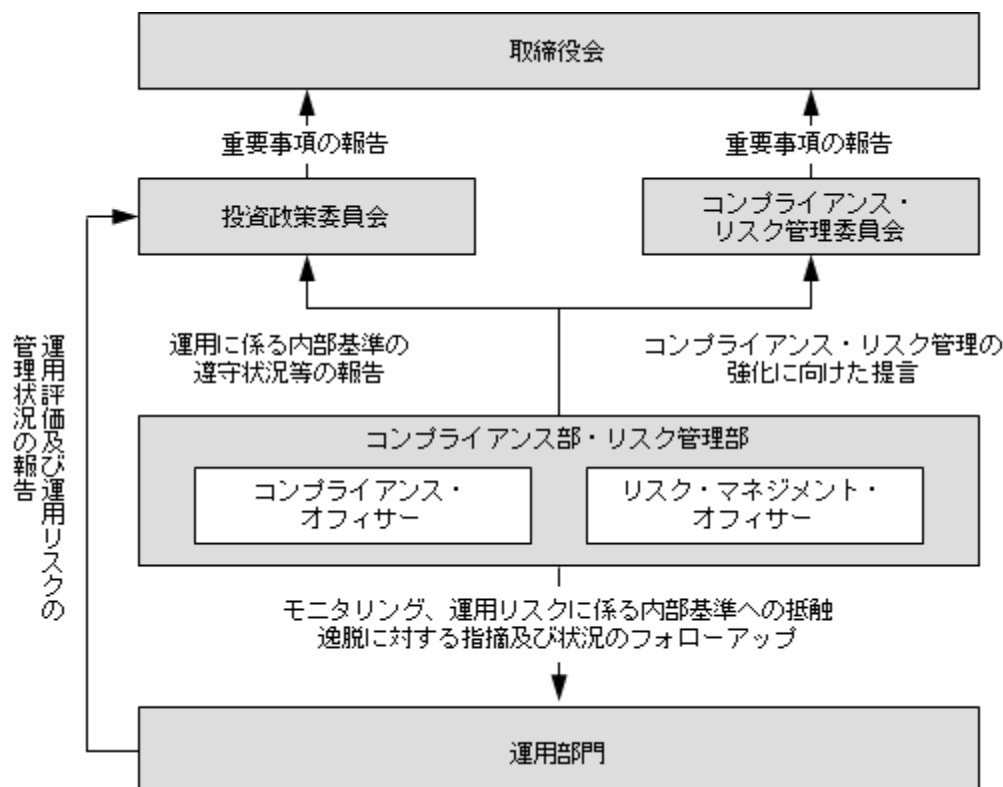 取締役会
重要事項の報告
重要事項の報告
投資政策委員会
コンプライアンス・
リスク管理委員会
運用に係る内部基準の
遵守状況等の報告
コンプライアンス・リスク管理の
強化に向けた提言
運用評価及び運用リスクの
管理状況の報告
コンプライアンス部・リスク管理部
コンプライアンス・
オフィサー
リスク・マネジメント・
オフィサー
モニタリング、運用リスクに係る内部基準への抵触
逸脱に対する指摘及び状況のフォローアップ
運用部門